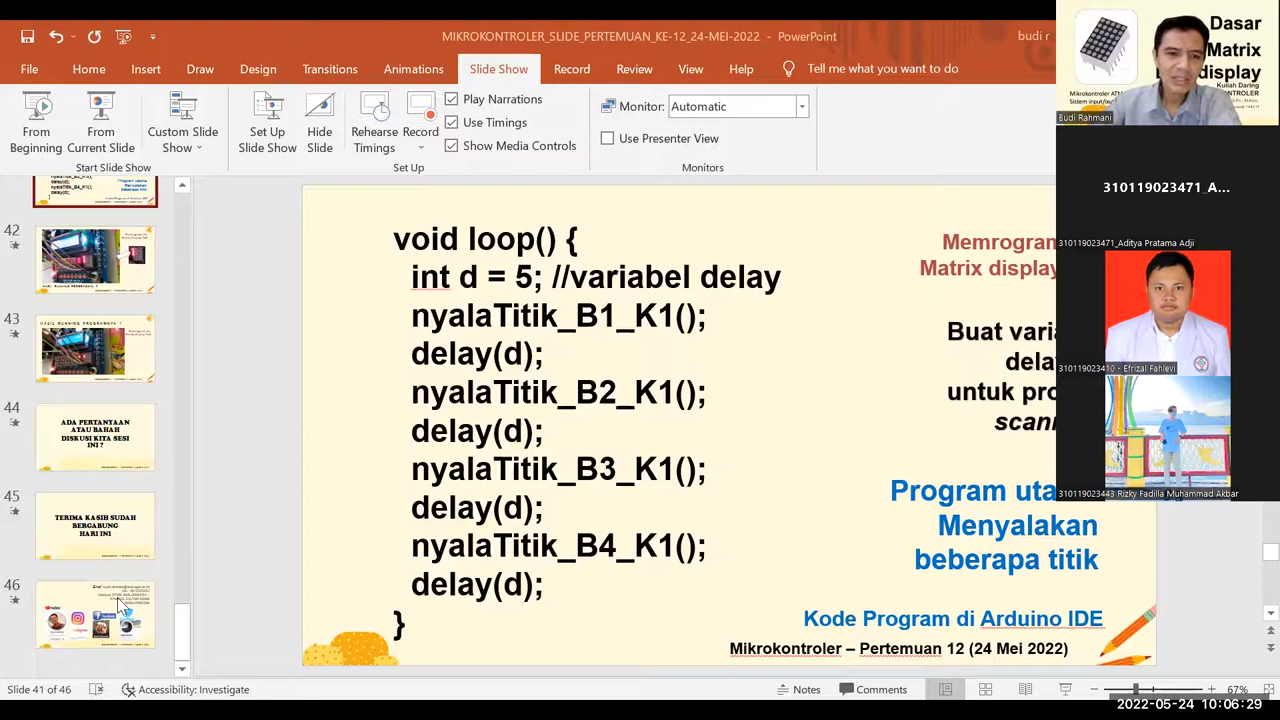 MIKROKONTROLER_SLIDE_PERTEMUAN_KE-12_24-MEI-2022 - PowerPoint
budi r
File Home Insert Draw Design Transitions Animations Slide Show Record Review View Help Tell me what you want to do
From Beginning
From Current Slide
Custom Slide Show
Start Slide Show
Set Up Slide Show
Hide Slide
Rehearse Timings
Record
Play Narrations
Use Timings
Show Media Controls
Set Up
Monitor: Automatic
Use Presenter View
Monitors
delay(d);
42
43
44
ADA PERTANYAAN
ATAU BAHAH
DISKUSI KITA SESI
INI ?
45
TERIMA KASIH SUDAH
BERGABUNG
HARI INI
46
void loop() {
int d = 5; //variabel delay
nyalaTitik_B1_K1();
delay(d);
nyalaTitik_B2_K1();
delay(d);
nyalaTitik_B3_K1();
delay(d);
nyalaTitik_B4_K1();
delay(d);
}
Memrogran
Matrix display
Buat varia
dela
untuk pro
scan
Program uta
Menyalakan
beberapa titik
Kode Program di Arduino IDE
Mikrokontroler – Pertemuan 12 (24 Mei 2022)
Dasar
Matrix
display
Kuliah Daring
Budi Rahmani
310119023471_A...
310119023471_Aditya Pratama Adji
310119023410 - Efrizal Fahlevi
310119023443 Rizky Fadilla Muhammad Akbar
Slide 41 of 46
Accessibility: Investigate
Notes
Comments
67%
2022-05-24 10:06:29